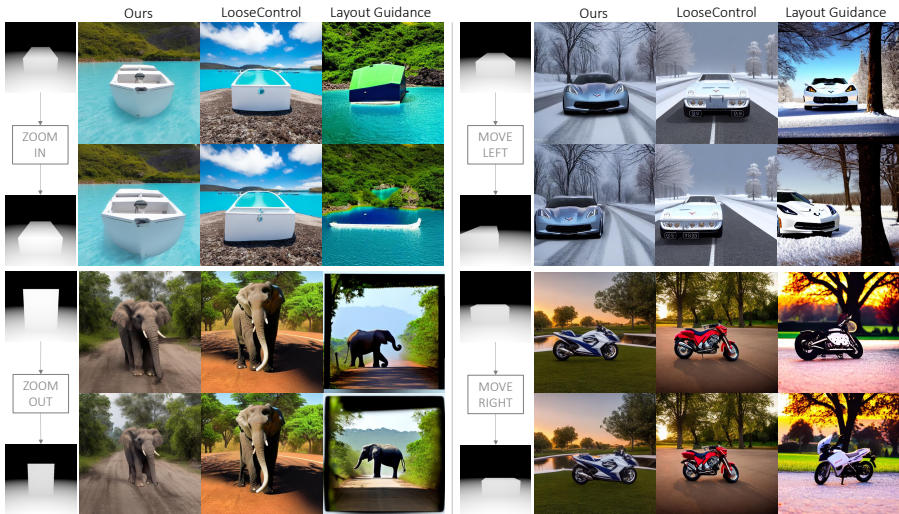 Ours LooseControl Layout Guidance
Ours LooseControl Layout Guidance
ZOOM
IN
MOVE
LEFT
ZOOM
OUT
MOVE
RIGHT